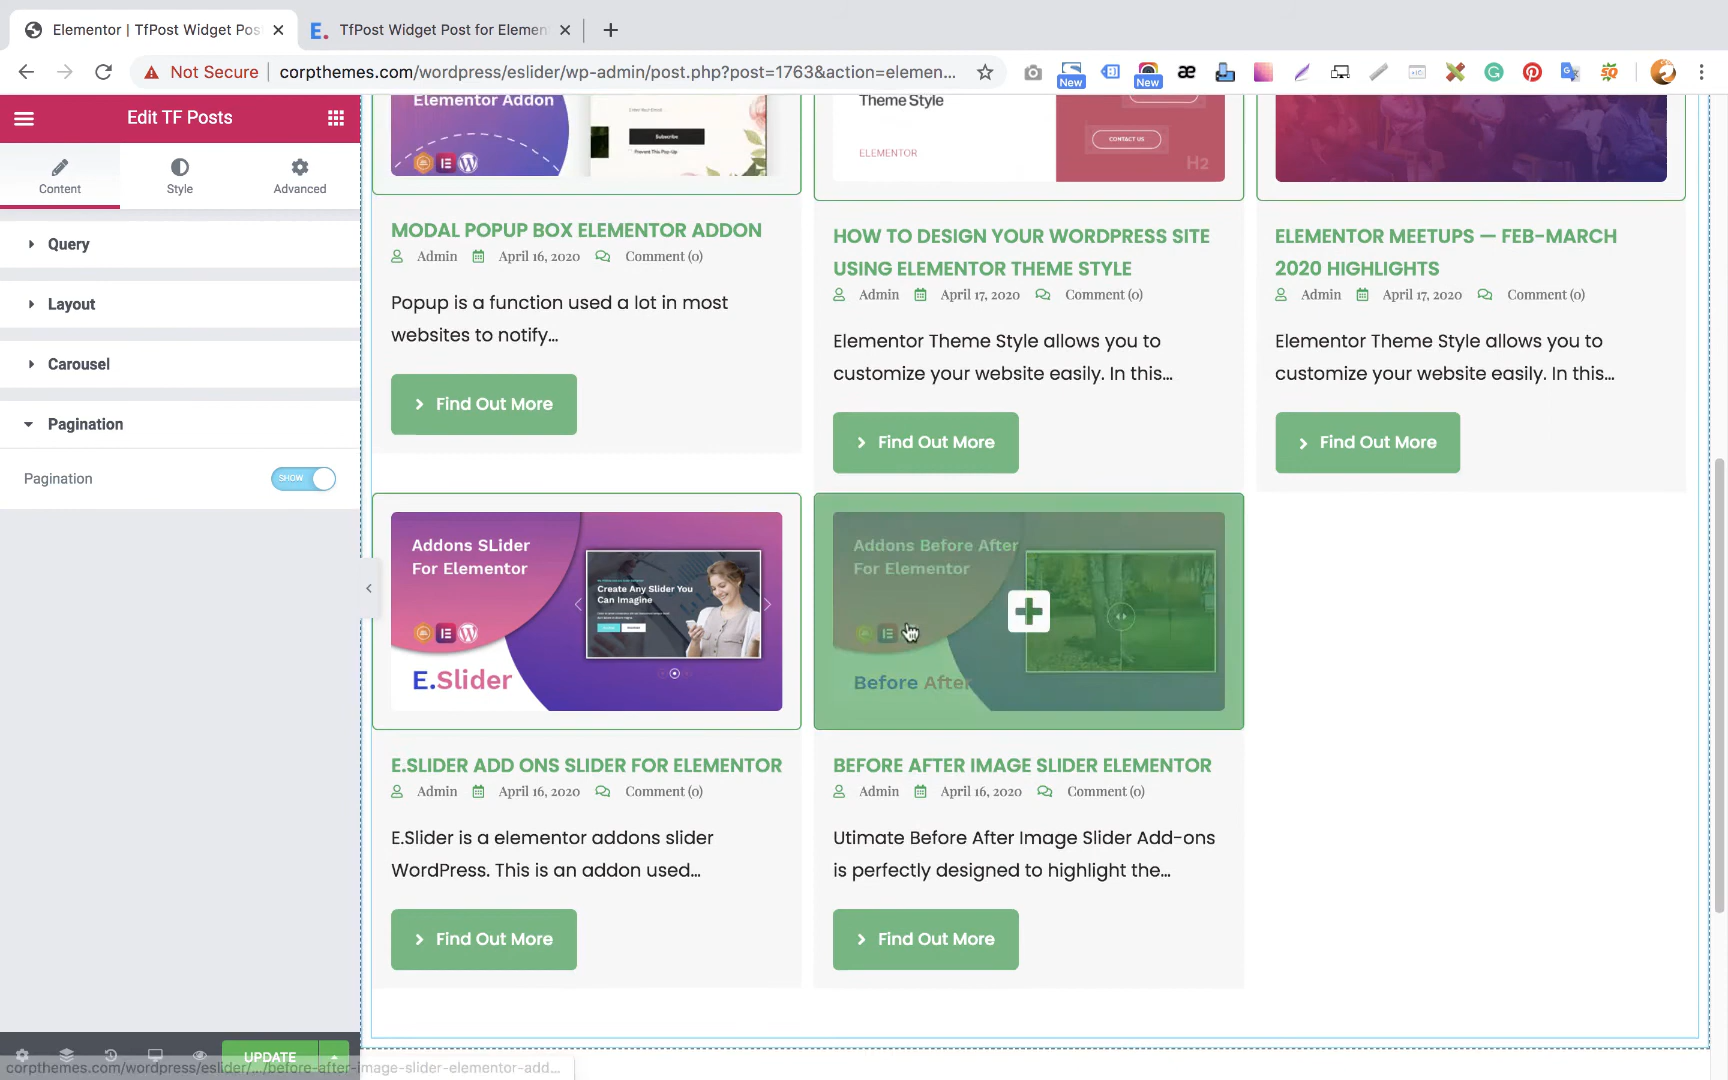 Elementor | TfPost Widget Pos
TfPost Widget Post for Elemen
Not Secure
corpthemes.com/wordpress/eslider/wp-admin/post.php?post=1763&action=elemen...
New
New
Edit TF Posts
Content
Style
Advanced
Query
Layout
Carousel
Pagination
Pagination
SHOW
UPDATE
corpthemes.com/wordpress/eslider/.../before-after-image-slider-elementor-add...
Elementor Addon
Subscribe
Prevent This Pop-Up
MODAL POPUP BOX ELEMENTOR ADDON
Admin April 16, 2020 Comment (0)
Popup is a function used a lot in most
websites to notify...
Find Out More
Theme Style
ELEMENTOR
CONTACT US
H2
HOW TO DESIGN YOUR WORDPRESS SITE
USING ELEMENTOR THEME STYLE
Admin April 17, 2020 Comment (0)
Elementor Theme Style allows you to
customize your website easily. In this...
Find Out More
ELEMENTOR MEETUPS — FEB-MARCH
2020 HIGHLIGHTS
Admin April 17, 2020 Comment (0)
Elementor Theme Style allows you to
customize your website easily. In this...
Find Out More
Addons SLider
For Elementor
Create Any Slider You
Can Imagine
E.Slider
E.SLIDER ADD ONS SLIDER FOR ELEMENTOR
Admin April 16, 2020 Comment (0)
E.Slider is a elementor addons slider
WordPress. This is an addon used...
Find Out More
Addons Before After
For Elementor
Before After
BEFORE AFTER IMAGE SLIDER ELEMENTOR
Admin April 16, 2020 Comment (0)
Utimate Before After Image Slider Add-ons
is perfectly designed to highlight the...
Find Out More